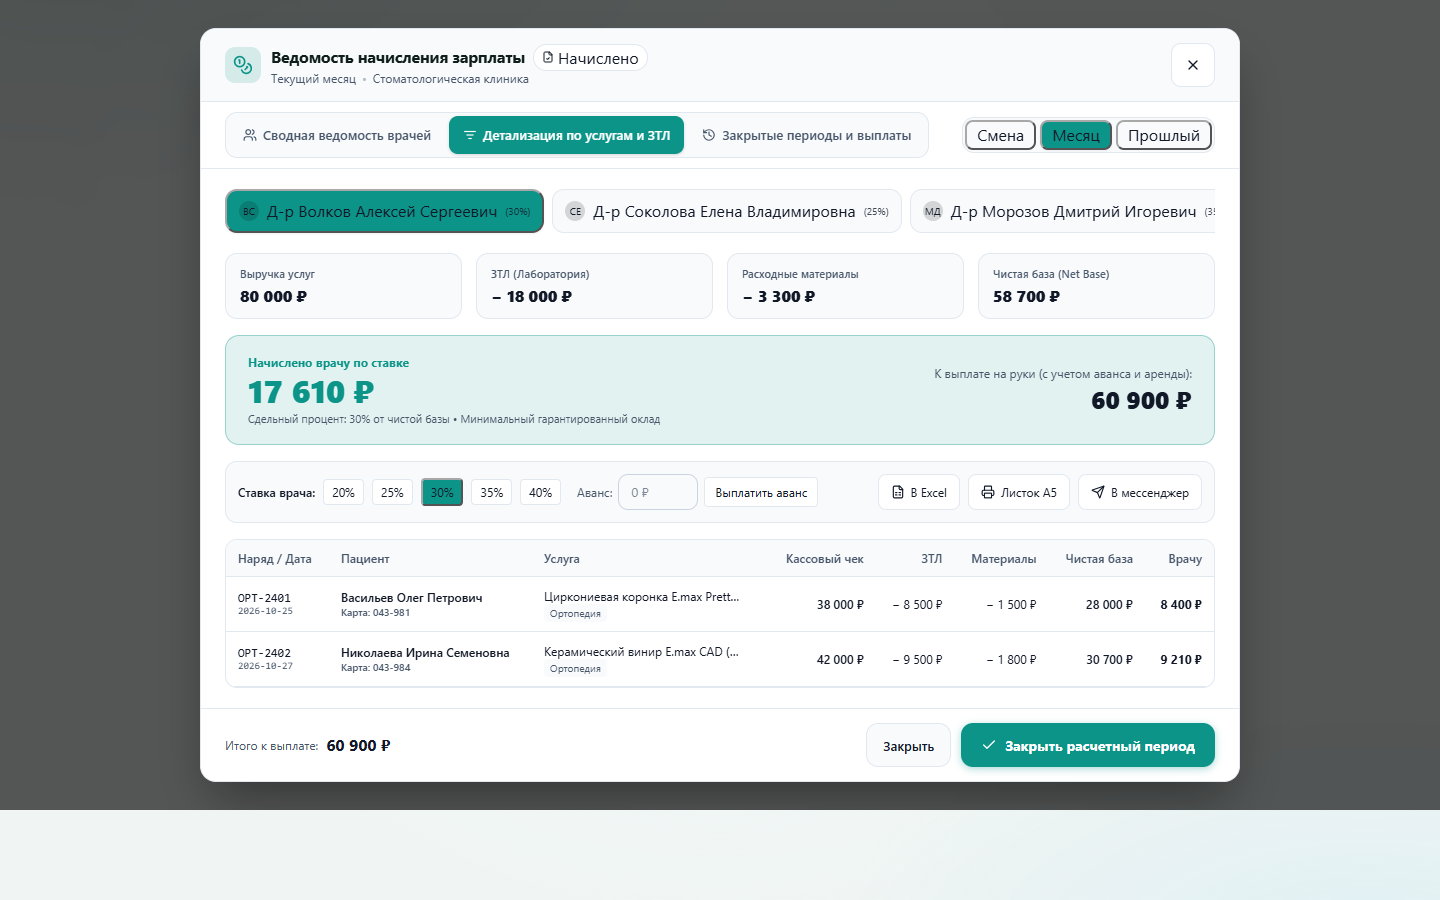 Ведомость начисления зарплаты
Начислено
Текущий месяц • Стоматологическая клиника
Сводная ведомость врачей
Детализация по услугам и ЗТЛ
Закрытые периоды и выплаты
Смена
Месяц
Прошлый
ВС Д-р Волков Алексей Сергеевич (30%)
СЕ Д-р Соколова Елена Владимировна (25%)
МД Д-р Морозов Дмитрий Игоревич
Выручка услуг
80 000 ₽
ЗТЛ (Лаборатория)
− 18 000 ₽
Расходные материалы
− 3 300 ₽
Чистая база (Net Base)
58 700 ₽
Начислено врачу по ставке
17 610 ₽
Сдельный процент: 30% от чистой базы • Минимальный гарантированный оклад
К выплате на руки (с учетом аванса и аренды):
60 900 ₽
Ставка врача: 20% 25% 30% 35% 40% Аванс: 0 ₽ Выплатить аванс
В Excel
Листок А5
В мессенджер
Наряд / Дата Пациент Услуга Кассовый чек ЗТЛ Материалы Чистая база Врачу
ОРТ-2401 Васильев Олег Петрович Циркониевая коронка E.max Prett... 38 000 ₽ − 8 500 ₽ − 1 500 ₽ 28 000 ₽ 8 400 ₽
2026-10-25 Карта: 043-981 Ортопедия
ОРТ-2402 Николаева Ирина Семеновна Керамический винир E.max CAD (... 42 000 ₽ − 9 500 ₽ − 1 800 ₽ 30 700 ₽ 9 210 ₽
2026-10-27 Карта: 043-984 Ортопедия
Итого к выплате: 60 900 ₽
Закрыть
Закрыть расчетный период